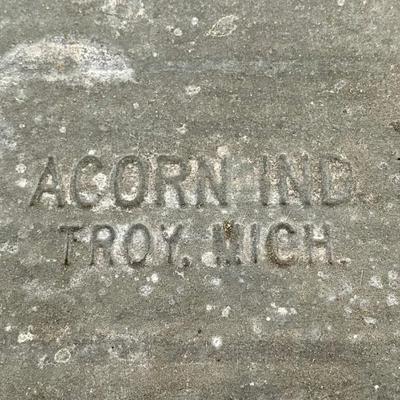 ACORN IND.
TROY, MICH.